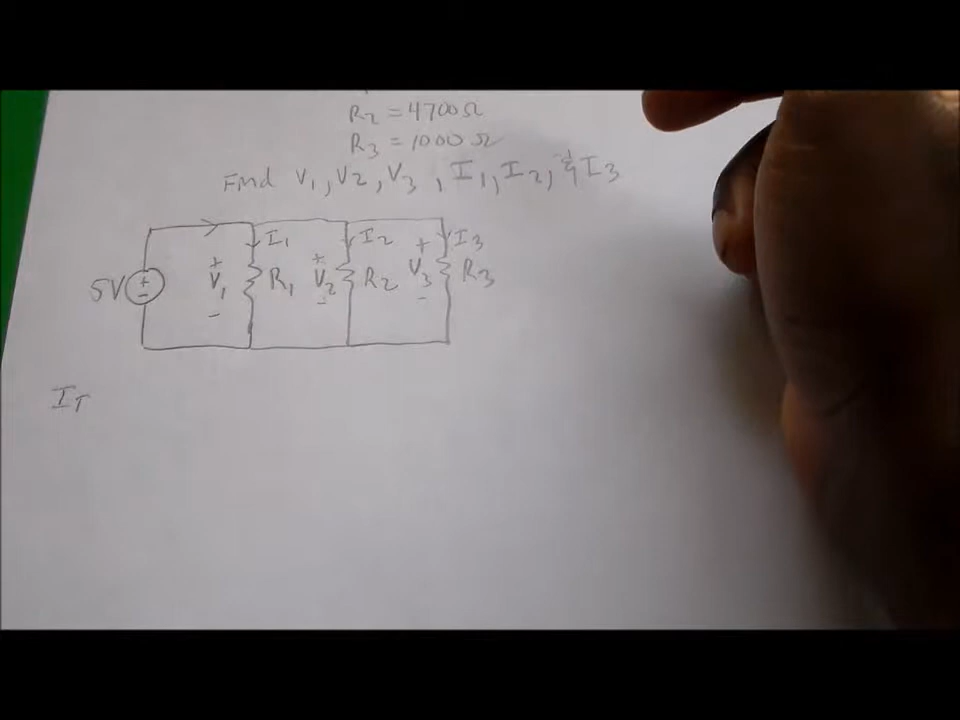 R2 = 4700Ω
R3 = 1000 Ω
Find V1, V2, V3, I1, I2, & I3
I1 I2 I3
5V + - + V1 - R1 + V2 - R2 + V3 - R3
IT